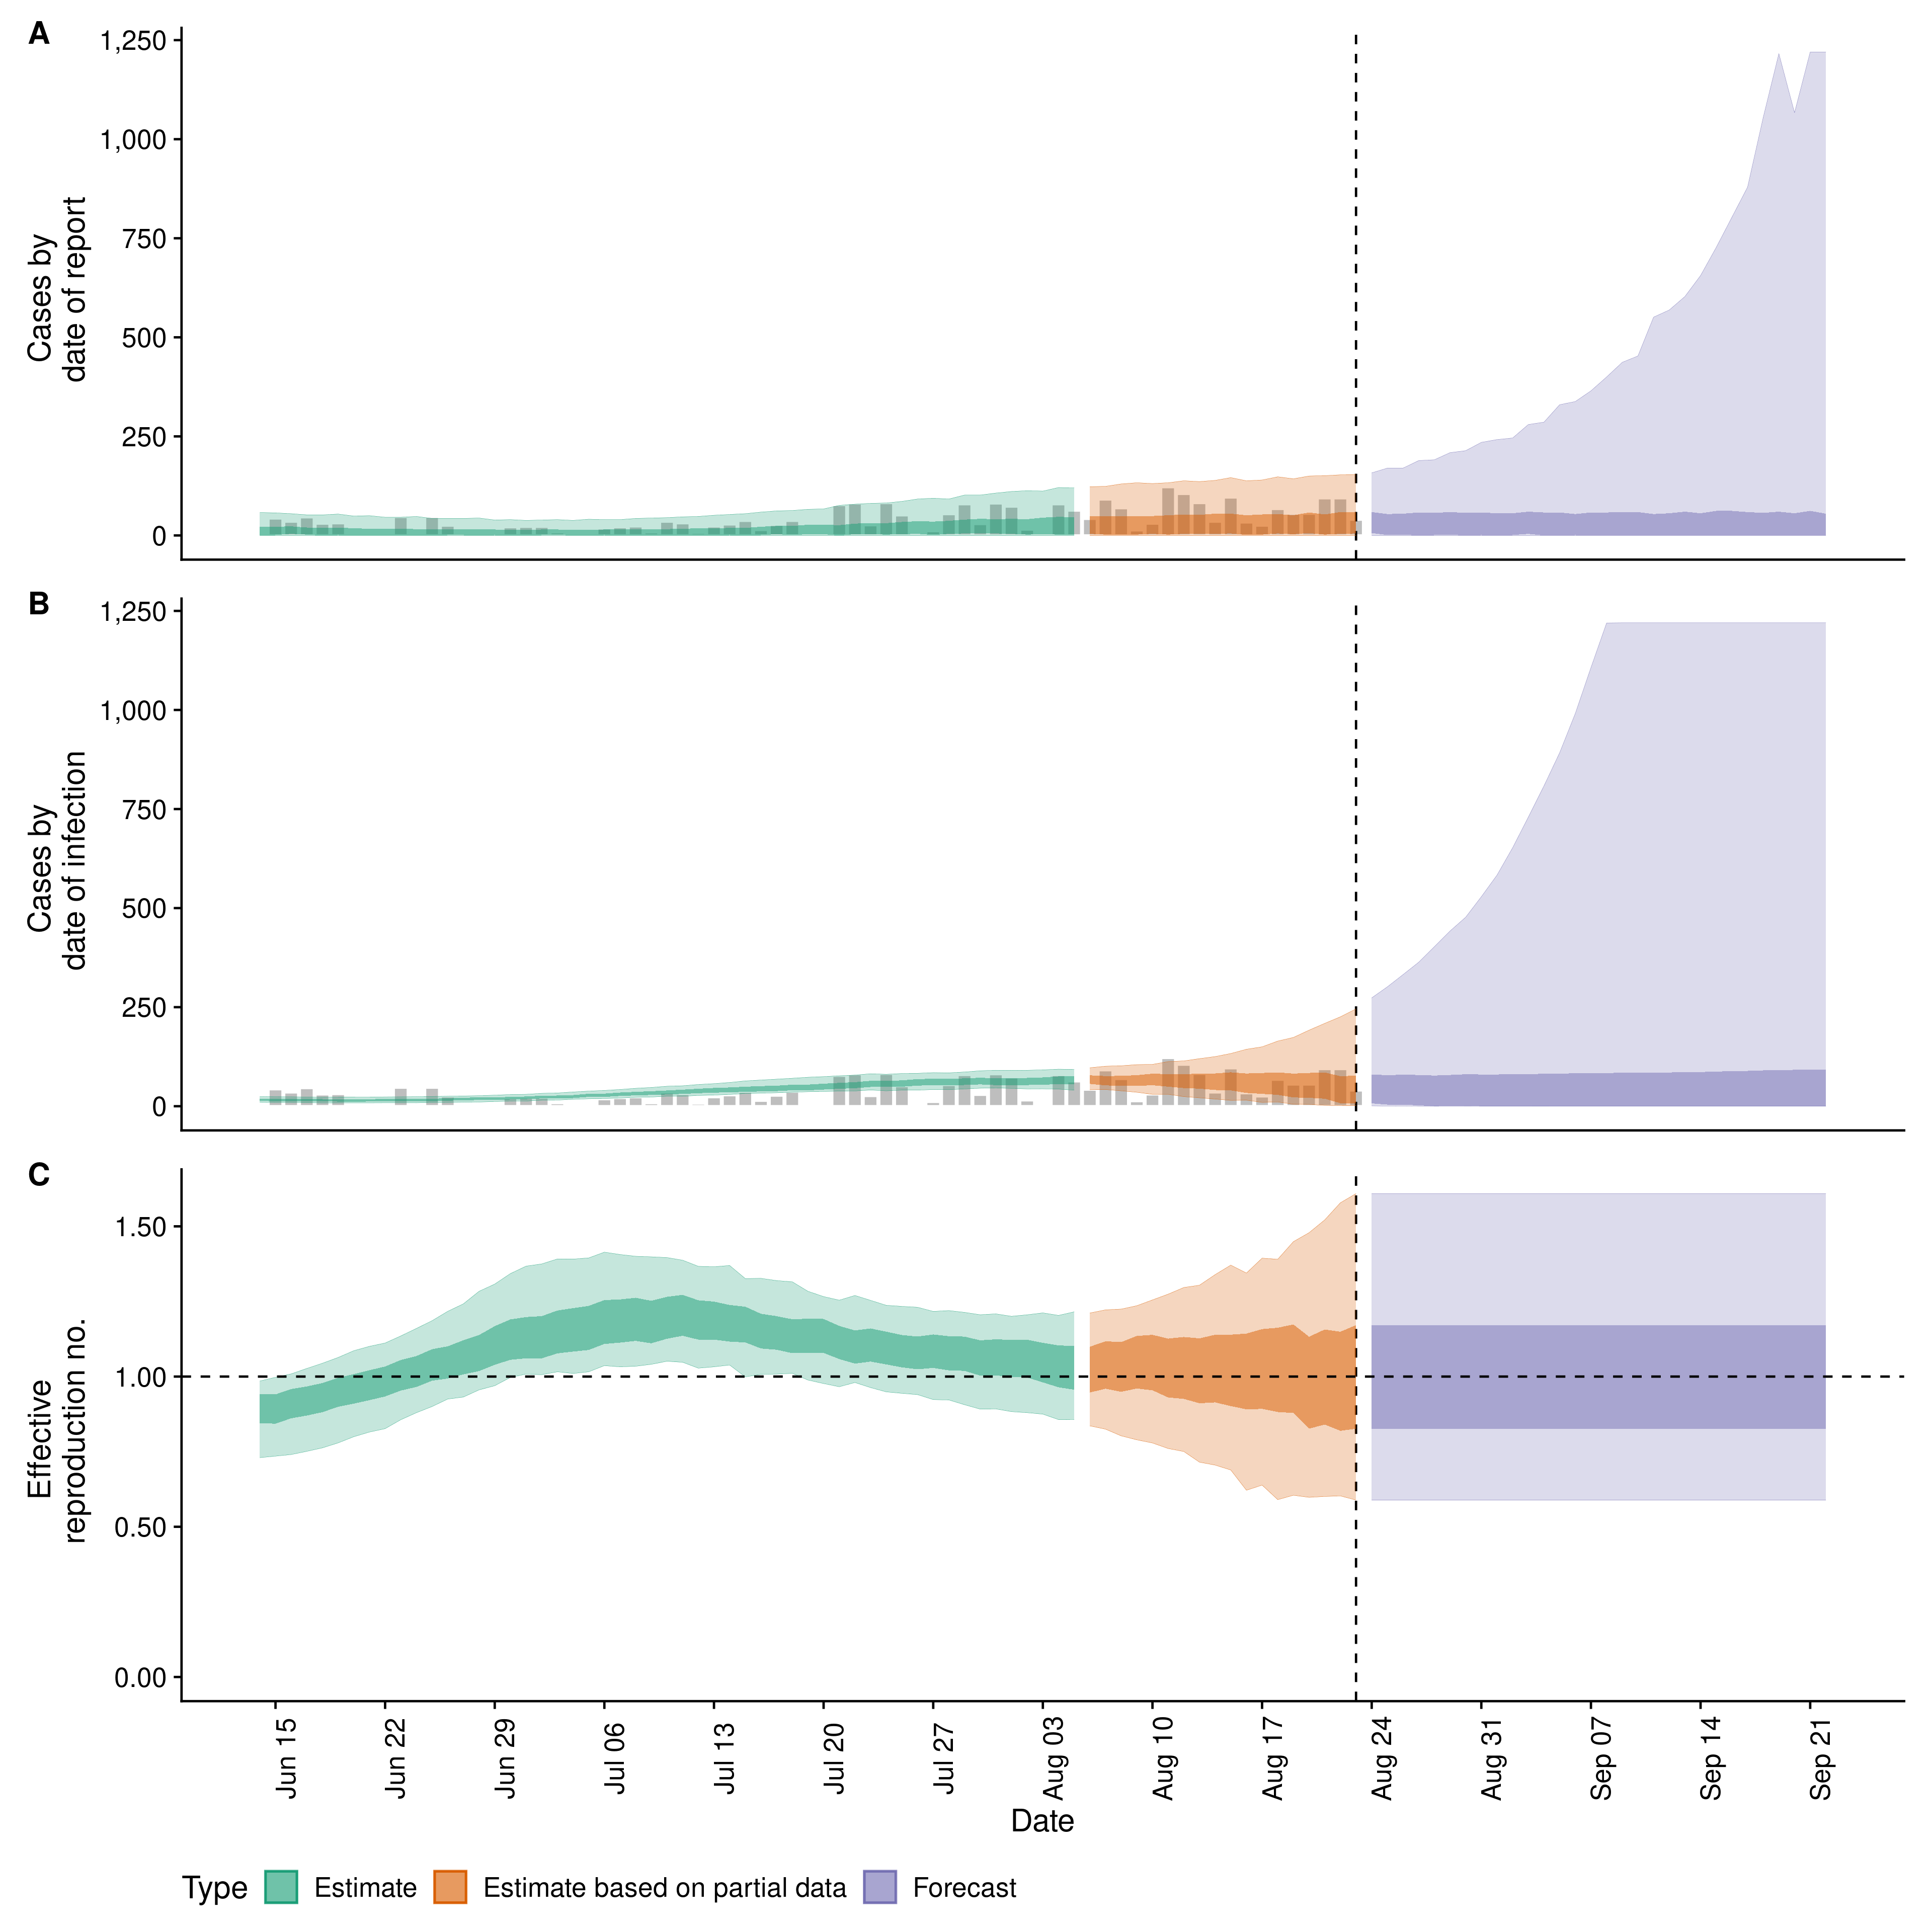 A
Cases by
date of report
1,250
1,000
750
500
250
0
B
Cases by
date of infection
1,250
1,000
750
500
250
0
C
Effective
reproduction no.
1.50
1.00
0.50
0.00
Jun 15
Jun 22
Jun 29
Jul 06
Jul 13
Jul 20
Jul 27
Aug 03
Aug 10
Aug 17
Aug 24
Aug 31
Sep 07
Sep 14
Sep 21
Date
Type
Estimate
Estimate based on partial data
Forecast